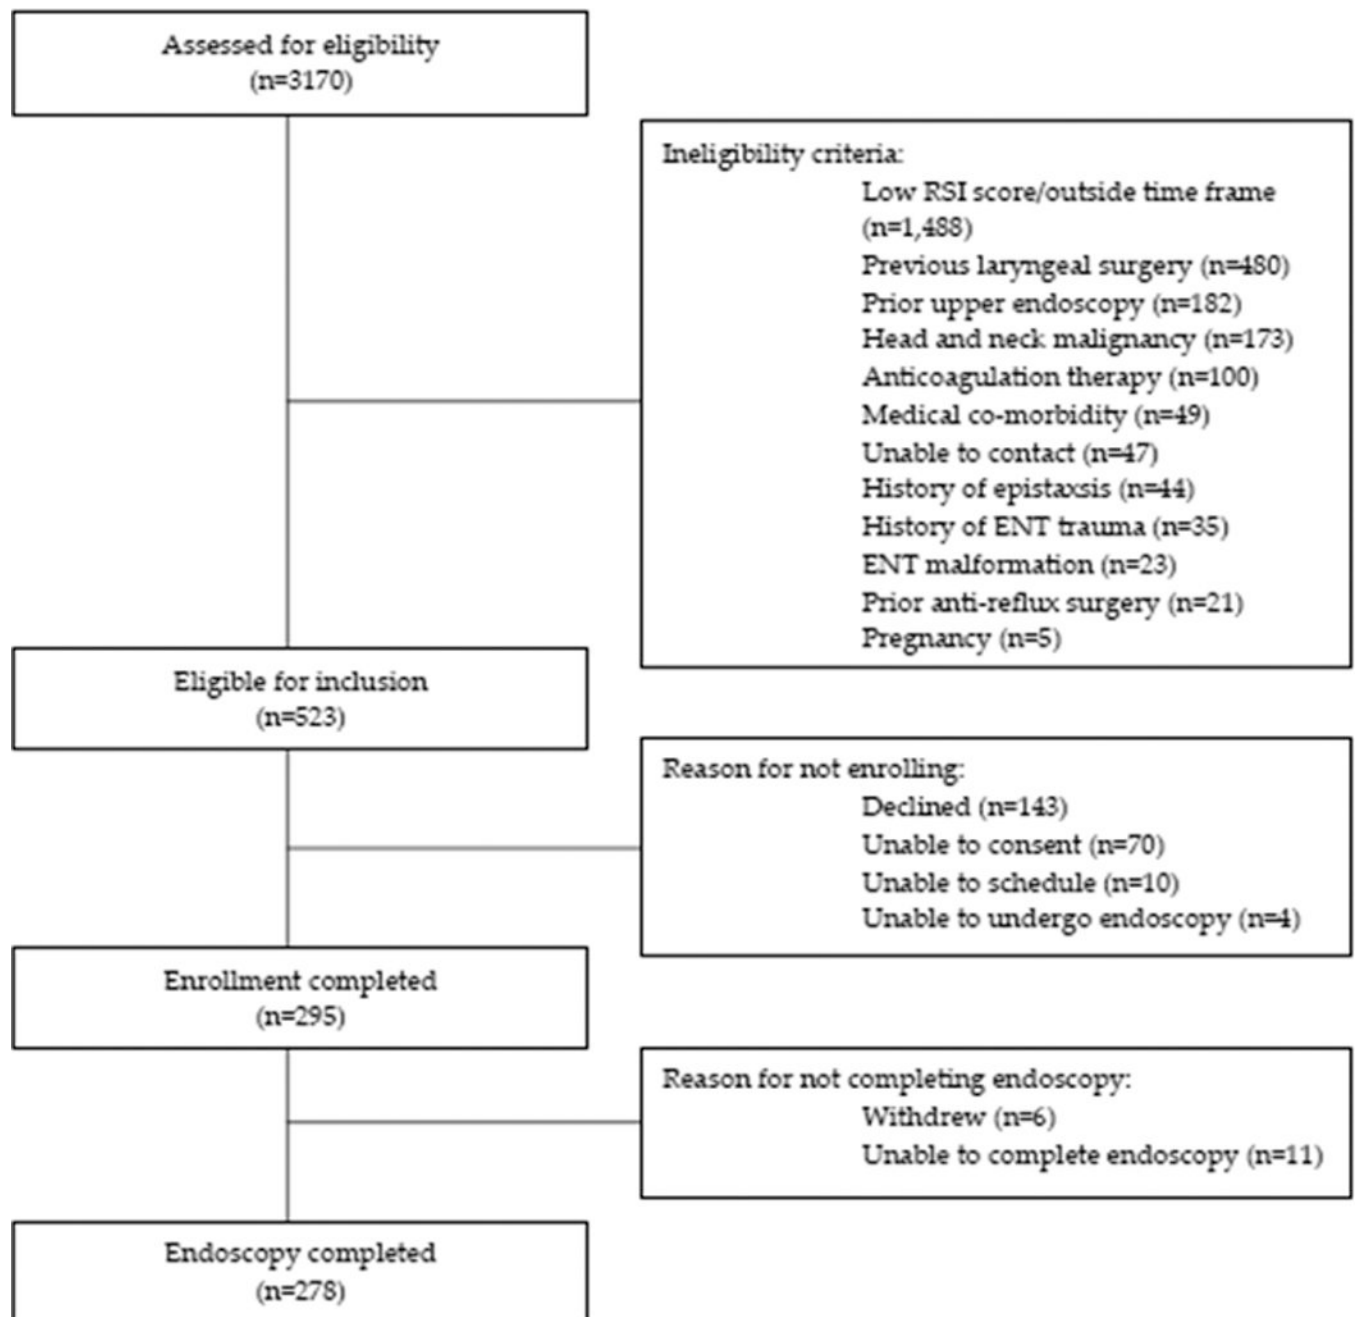 Assessed for eligibility
(n=3170)
Ineligibility criteria:
Low RSI score/outside time frame
(n=1,488)
Previous laryngeal surgery (n=480)
Prior upper endoscopy (n=182)
Head and neck malignancy (n=173)
Anticoagulation therapy (n=100)
Medical co-morbidity (n=49)
Unable to contact (n=47)
History of epistaxsis (n=44)
History of ENT trauma (n=35)
ENT malformation (n=23)
Prior anti-reflux surgery (n=21)
Pregnancy (n=5)
Eligible for inclusion
(n=523)
Reason for not enrolling:
Declined (n=143)
Unable to consent (n=70)
Unable to schedule (n=10)
Unable to undergo endoscopy (n=4)
Enrollment completed
(n=295)
Reason for not completing endoscopy:
Withdrew (n=6)
Unable to complete endoscopy (n=11)
Endoscopy completed
(n=278)